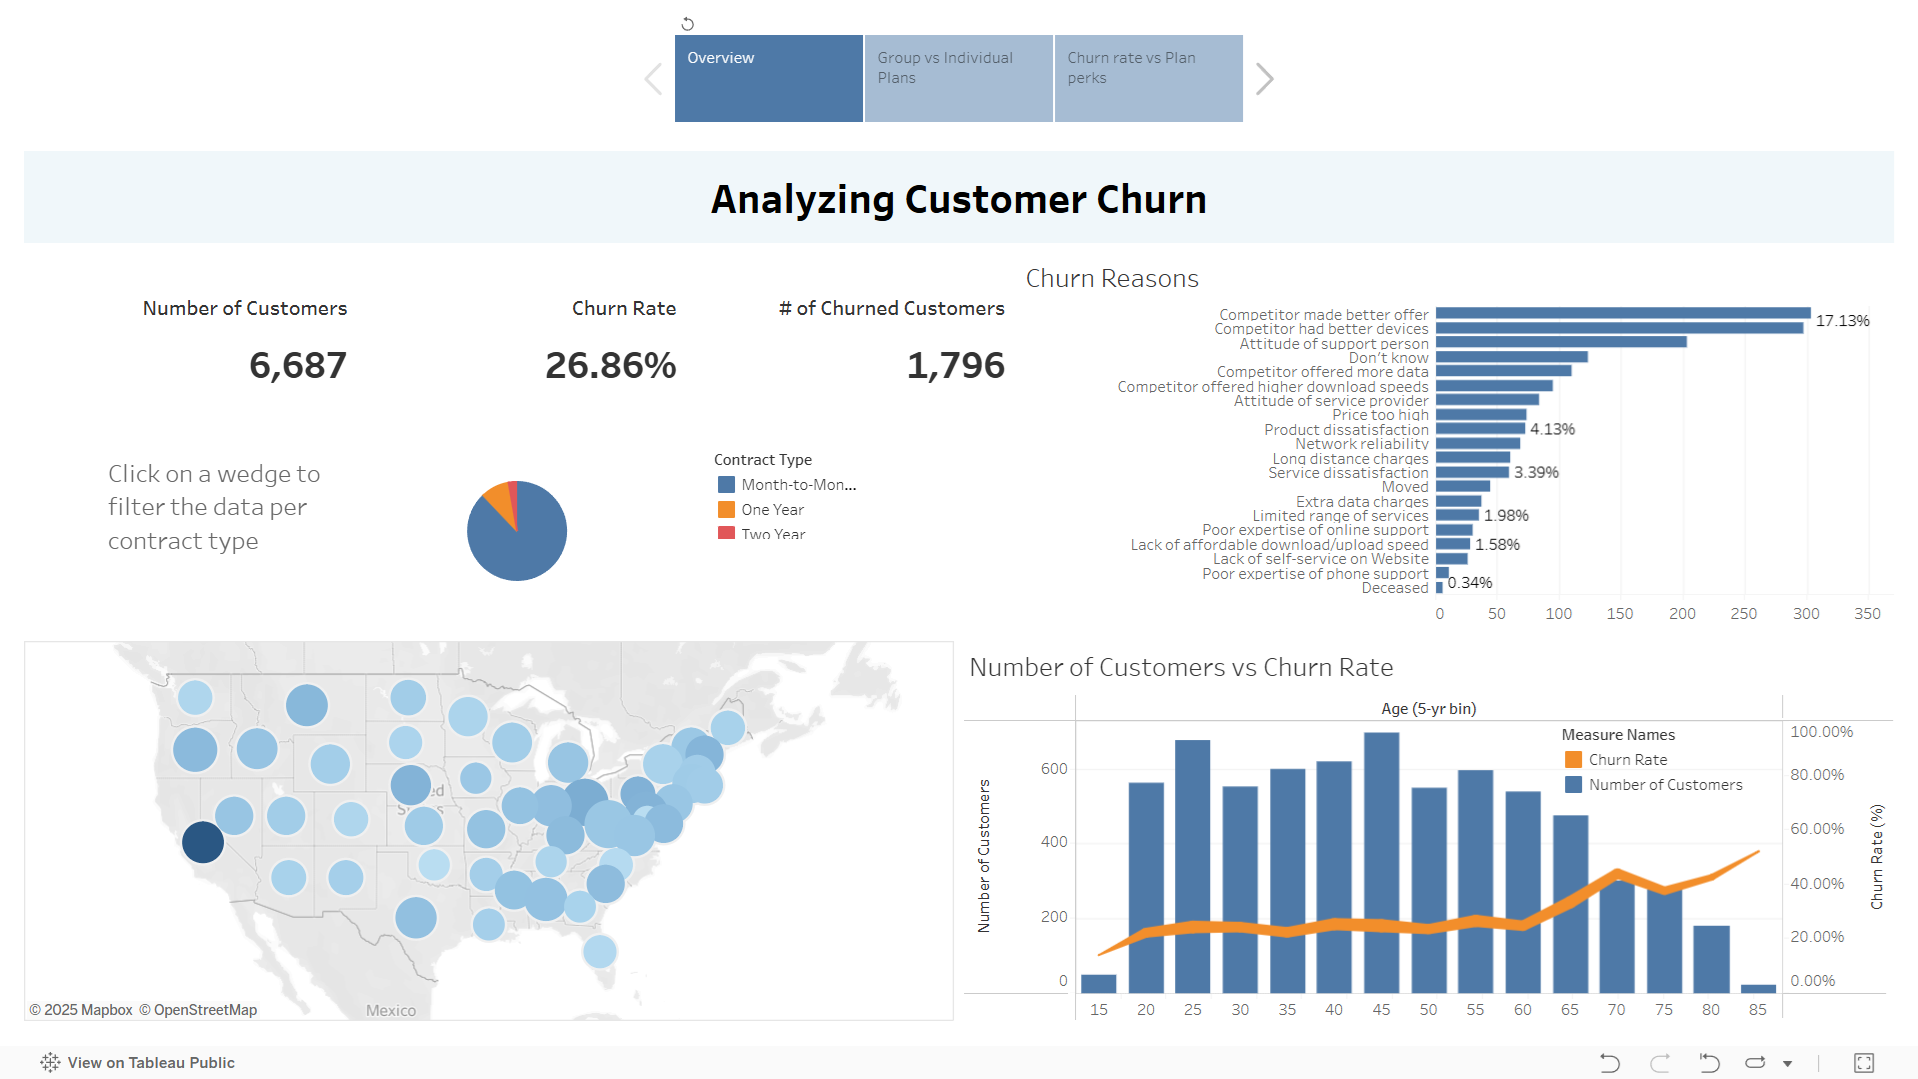 Overview
Group vs Individual
Plans
Churn rate vs Plan
perks
Analyzing Customer Churn
Number of Customers
6,687
Churn Rate
26.86%
# of Churned Customers
1,796
Click on a wedge to
filter the data per
contract type
Contract Type
Month-to-Mon...
One Year
Two Year
Churn Reasons
Competitor made better offer
17.13%
Competitor had better devices
Attitude of support person
Don't know
Competitor offered more data
Competitor offered higher download speeds
Attitude of service provider
Price too high
Product dissatisfaction 4.13%
Network reliability
Long distance charges
Service dissatisfaction 3.39%
Moved
Extra data charges
Limited range of services 1.98%
Poor expertise of online support
Lack of affordable download/upload speed 1.58%
Lack of self-service on Website
Poor expertise of phone support
0.34%
Deceased
0 50 100 150 200 250 300 350
Mexico
© 2025 Mapbox © OpenStreetMap
Number of Customers vs Churn Rate
Age (5-yr bin)
Measure Names
Churn Rate
Number of Customers
Number of Customers
600
400
200
0
100.00%
80.00%
60.00%
40.00%
20.00%
0.00%
Churn Rate (%)
15 20 25 30 35 40 45 50 55 60 65 70 75 80 85
View on Tableau Public